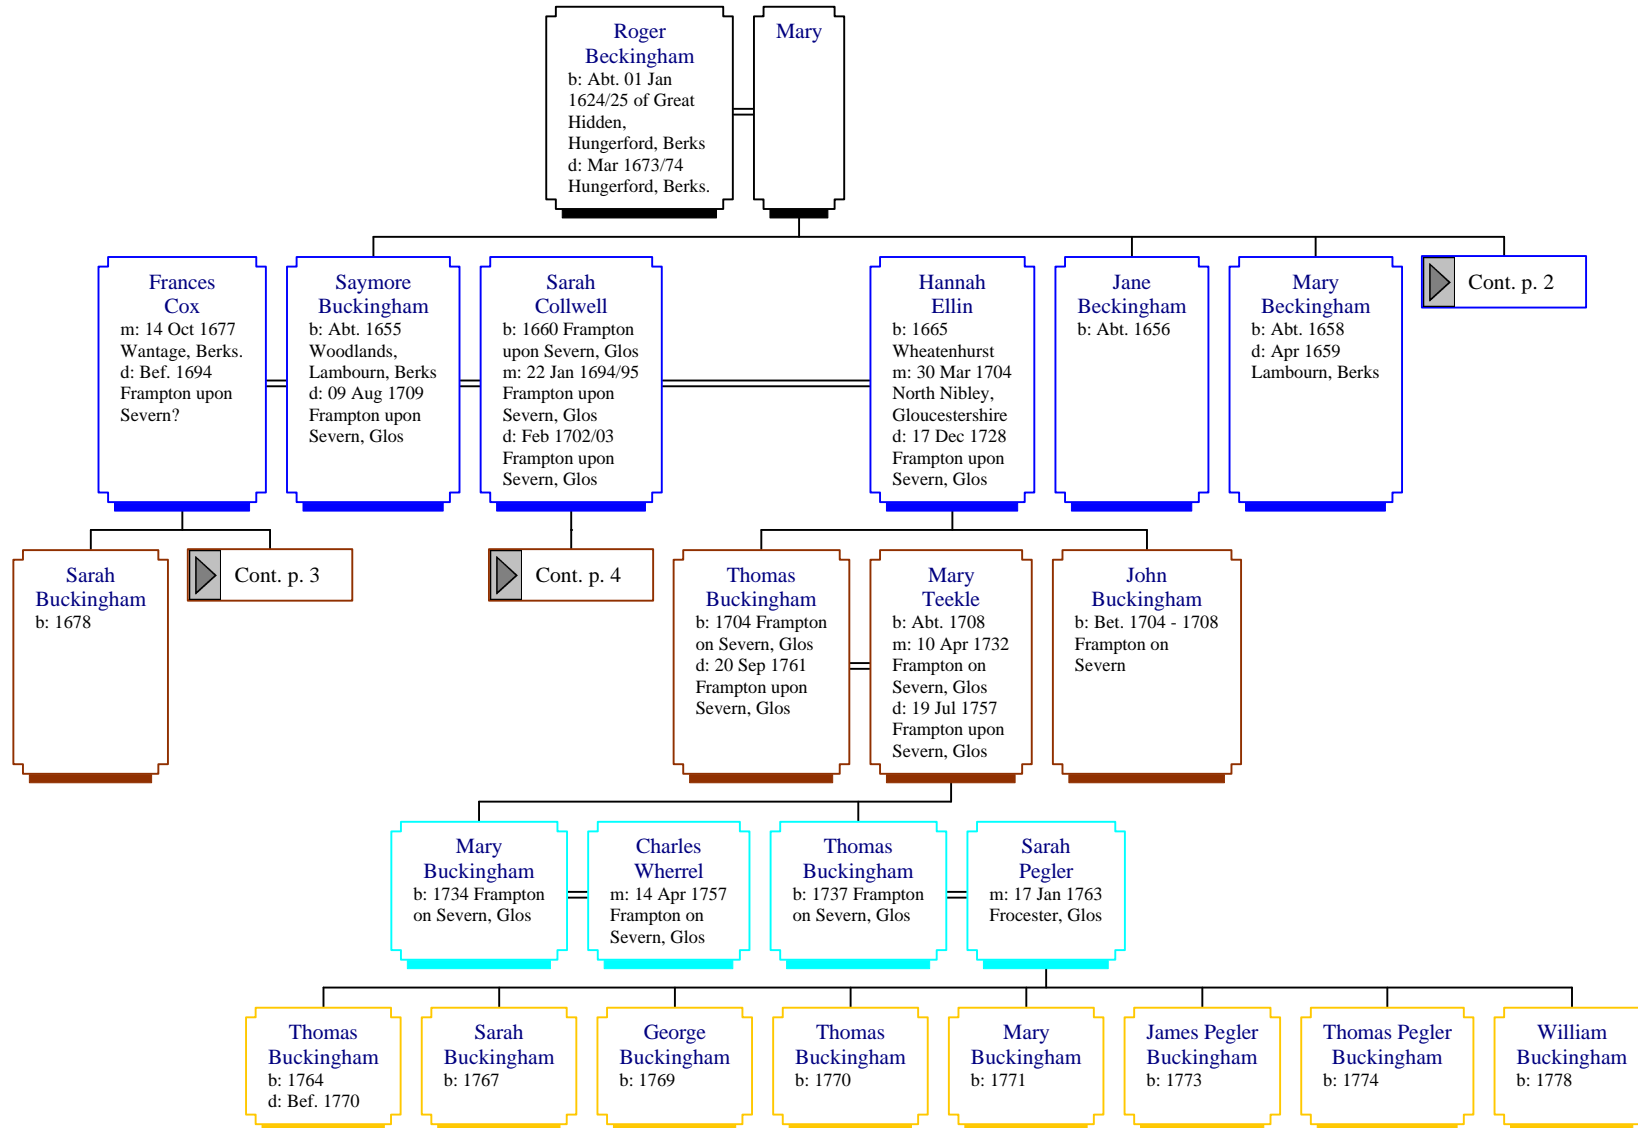 Roger
Beckingham
b: Abt. 01 Jan
1624/25 of Great
Hidden,
Hungerford, Berks
d: Mar 1673/74
Hungerford, Berks.
Mary
Frances
Cox
m: 14 Oct 1677
Wantage, Berks.
d: Bef. 1694
Frampton upon
Severn?
Saymore
Buckingham
b: Abt. 1655
Woodlands,
Lambourn, Berks
d: 09 Aug 1709
Frampton upon
Severn, Glos
Sarah
Collwell
b: 1660 Frampton
upon Severn, Glos
m: 22 Jan 1694/95
Frampton upon
Severn, Glos
d: Feb 1702/03
Frampton upon
Severn, Glos
Hannah
Ellin
b: 1665
Wheatenhurst
m: 30 Mar 1704
North Nibley,
Gloucestershire
d: 17 Dec 1728
Frampton upon
Severn, Glos
Jane
Beckingham
b: Abt. 1656
Mary
Beckingham
b: Abt. 1658
d: Apr 1659
Lambourn, Berks
Cont. p. 2
Sarah
Buckingham
b: 1678
Cont. p. 3
Cont. p. 4
Thomas
Buckingham
b: 1704 Frampton
on Severn, Glos
d: 20 Sep 1761
Frampton upon
Severn, Glos
Mary
Teekle
b: Abt. 1708
m: 10 Apr 1732
Frampton on
Severn, Glos
d: 19 Jul 1757
Frampton upon
Severn, Glos
John
Buckingham
b: Bet. 1704 - 1708
Frampton on
Severn
Mary
Buckingham
b: 1734 Frampton
on Severn, Glos
Charles
Wherrel
m: 14 Apr 1757
Frampton on
Severn, Glos
Thomas
Buckingham
b: 1737 Frampton
on Severn, Glos
Sarah
Pegler
m: 17 Jan 1763
Frocester, Glos
Thomas
Buckingham
b: 1764
d: Bef. 1770
Sarah
Buckingham
b: 1767
George
Buckingham
b: 1769
Thomas
Buckingham
b: 1770
Mary
Buckingham
b: 1771
James Pegler
Buckingham
b: 1773
Thomas Pegler
Buckingham
b: 1774
William
Buckingham
b: 1778